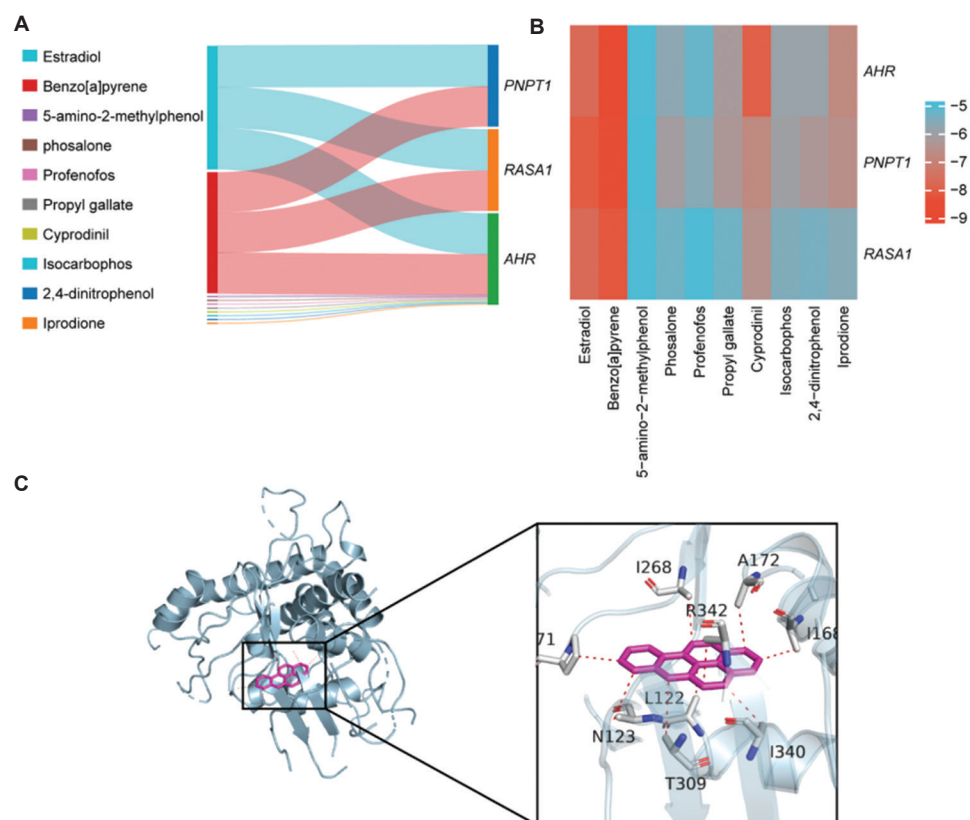 A
Estradiol
Benzo[a]pyrene
5-amino-2-methylphenol
phosalone
Profenofos
Propyl gallate
Cyprodinil
Isocarbophos
2,4-dinitrophenol
Iprodione
PNPT1
RASA1
AHR
B
AHR
PNPT1
RASA1
−5
−6
−7
−8
−9
Estradiol
Benzo[a]pyrene
5−amino−2−methylphenol
Phosalone
Profenofos
Propyl gallate
Cyprodinil
Isocarbophos
2,4−dinitrophenol
Iprodione
C
I268
A172
R342
I168
71
L122
N123
I340
T309